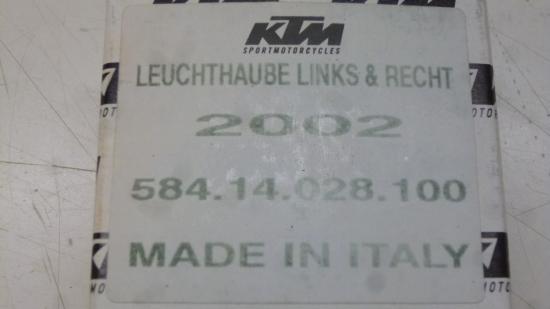 KTM
SPORTMOTORCYCLES
LEUCHTHAUBE LINKS & RECHT
2002
584.14.028.100
MADE IN ITALY